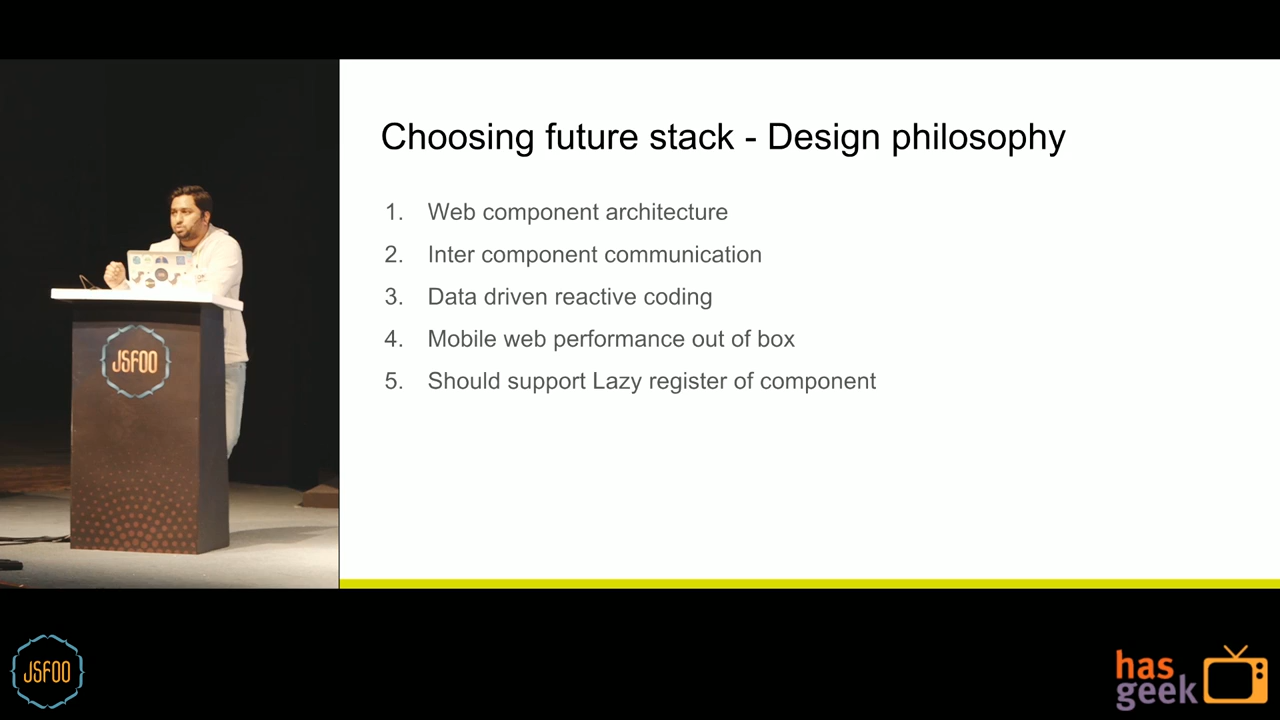 Choosing future stack - Design philosophy
1. Web component architecture
2. Inter component communication
3. Data driven reactive coding
4. Mobile web performance out of box
5. Should support Lazy register of component
JSFOO
JSFOO
has
geek